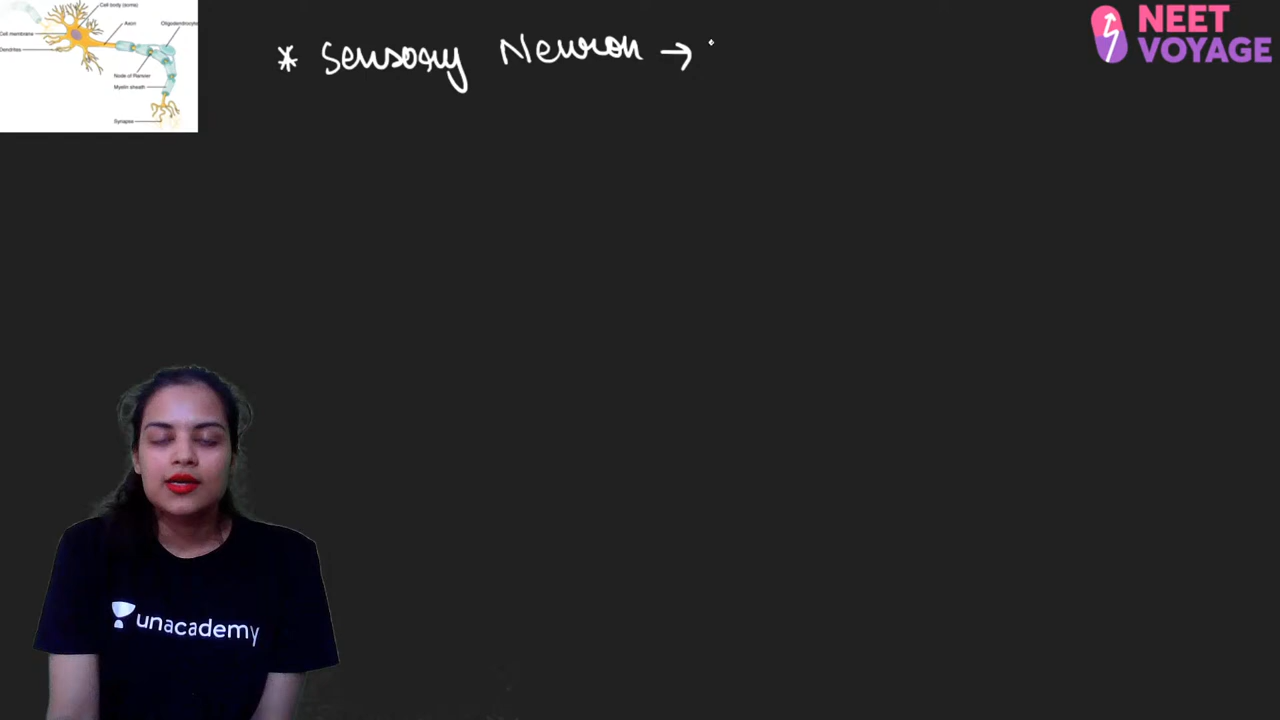 Cell body (soma)
Axon
Oligodendrocyte
Cell membrane
Dendrites
Node of Ranvier
Myelin sheath
Synapse
* Sensory Neuron →
NEET
VOYAGE
unacademy